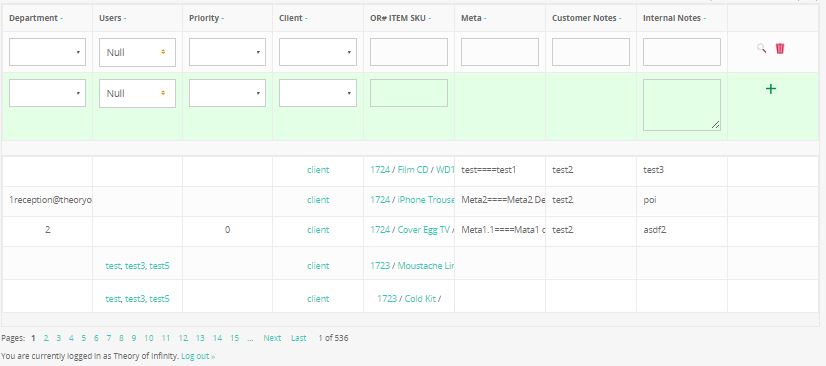 Department - Users - Priority - Client - OR# ITEM SKU - Meta - Customer Notes - Internal Notes -
Null
Null
client 1724 / Film CD / WD1 test====test1 test2 test3
1reception@theoryo client 1724 / iPhone Trouse Meta2====Meta2 De test2 poi
2 0 client 1724 / Cover Egg TV / Meta1.1====Mata1 c test2 asdf2
test, test3, test5 client 1723 / Moustache Lin
test, test3, test5 client 1723 / Cold Kit /
Pages: 1 2 3 4 5 6 7 8 9 10 11 12 13 14 15 ... Next Last 1 of 536
You are currently logged in as Theory of Infinity. Log out »